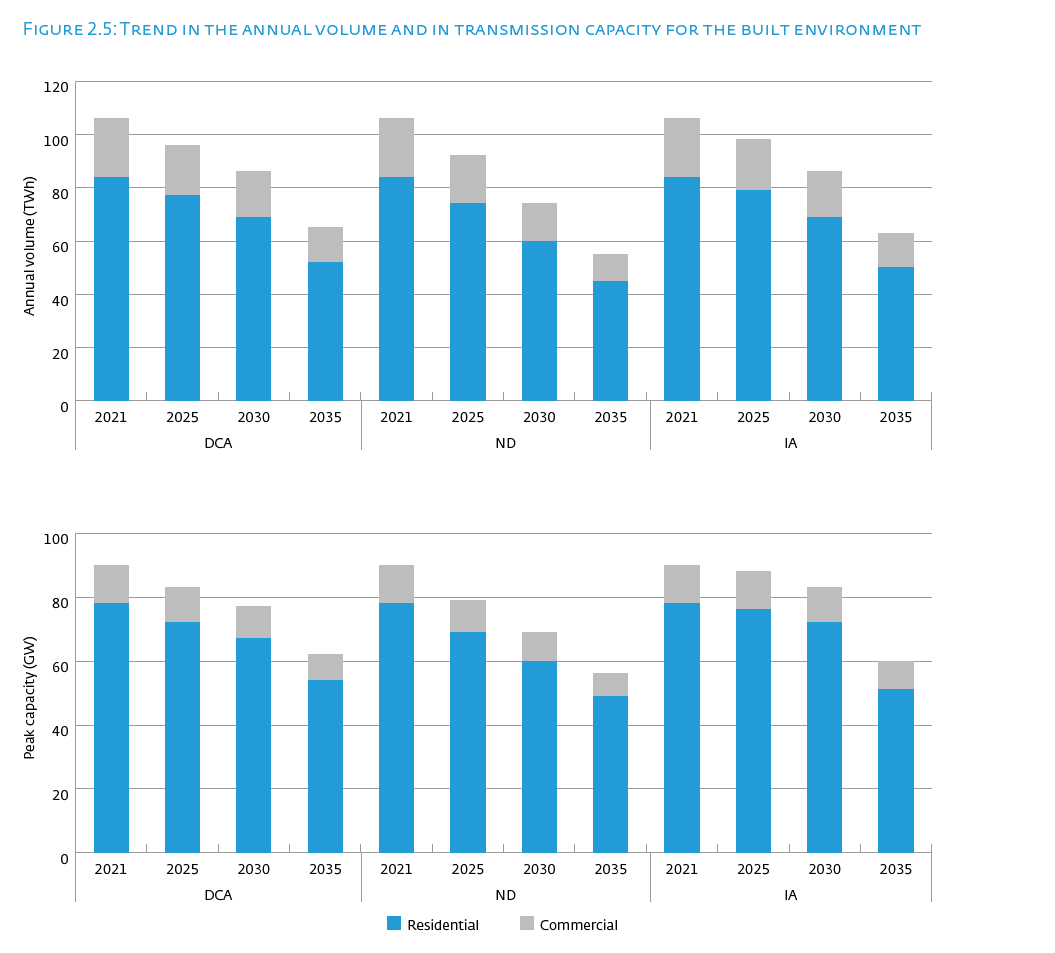 Figure 2.5: Trend in the annual volume and in transmission capacity for the built environment
Annual volume (TWh)
120
100
80
60
40
20
0
2021 2025 2030 2035 2021 2025 2030 2035 2021 2025 2030 2035
DCA ND IA
Peak capacity (GW)
100
80
60
40
20
0
2021 2025 2030 2035 2021 2025 2030 2035 2021 2025 2030 2035
DCA ND IA
Residential Commercial